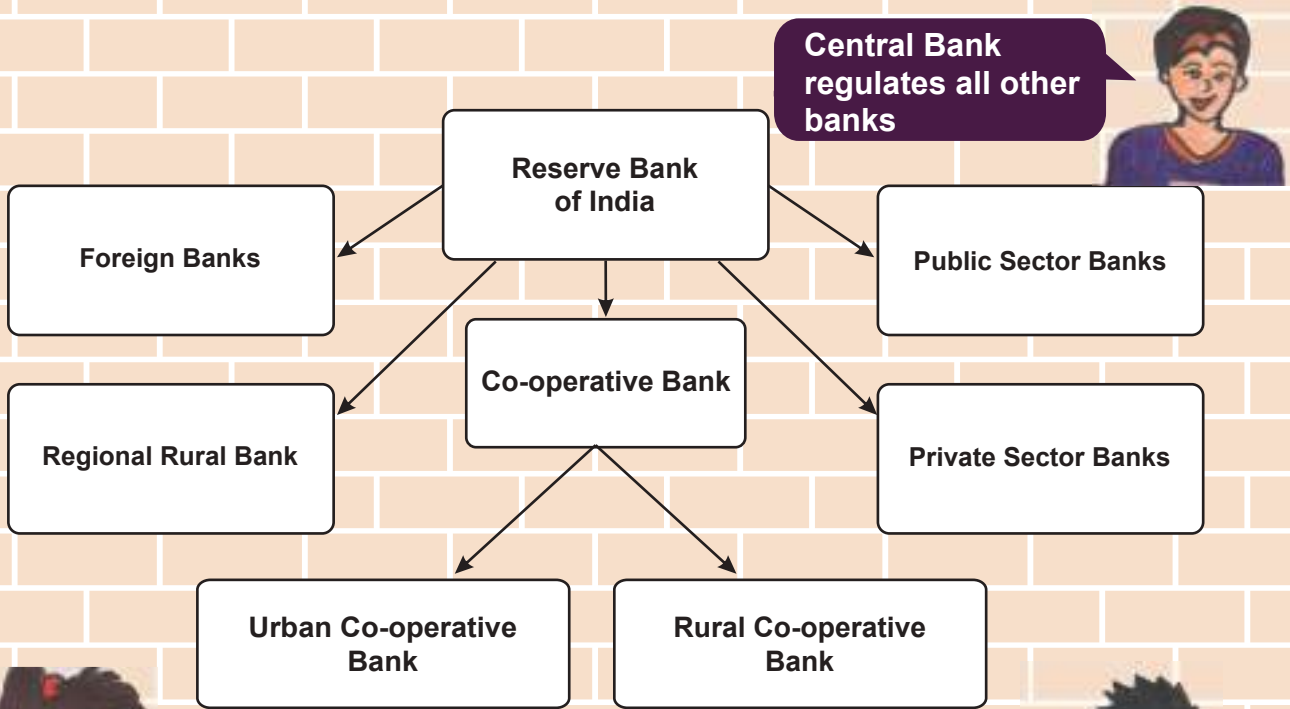 Central Bank
regulates all other
banks
Reserve Bank
of India
Foreign Banks
Public Sector Banks
Co-operative Bank
Regional Rural Bank
Private Sector Banks
Urban Co-operative
Bank
Rural Co-operative
Bank